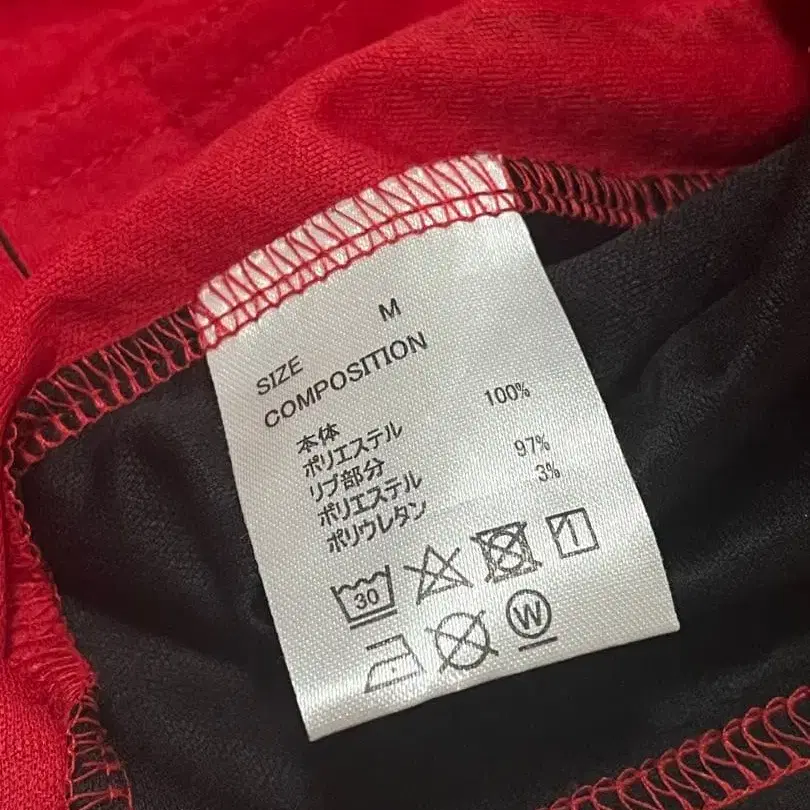 SIZE M
COMPOSITION
本体
ポリエステル 100%
リブ部分
ポリエステル 97%
ポリウレタン 3%
30
W